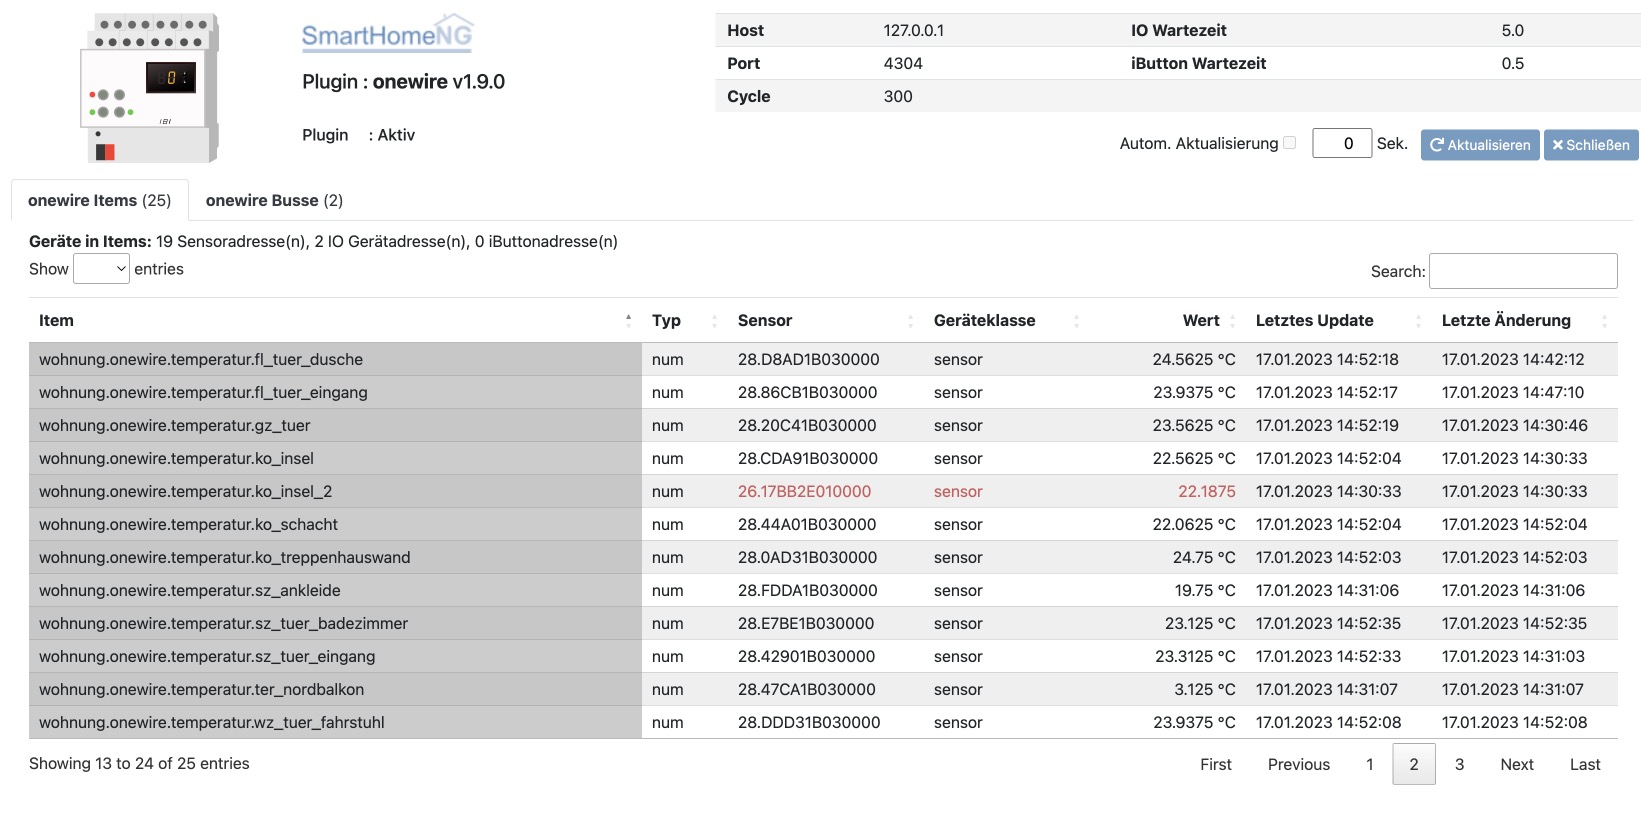 SmartHomeNG
Plugin : onewire v1.9.0
Plugin : Aktiv
Host 127.0.0.1 IO Wartezeit 5.0
Port 4304 iButton Wartezeit 0.5
Cycle 300
Autom. Aktualisierung 0 Sek. Aktualisieren Schließen
onewire Items (25) onewire Busse (2)
Geräte in Items: 19 Sensoradresse(n), 2 IO Gerätadresse(n), 0 iButtonadresse(n)
Show entries Search:
Item Typ Sensor Geräteklasse Wert Letztes Update Letzte Änderung
wohnung.onewire.temperatur.fl_tuer_dusche num 28.D8AD1B030000 sensor 24.5625 °C 17.01.2023 14:52:18 17.01.2023 14:42:12
wohnung.onewire.temperatur.fl_tuer_eingang num 28.86CB1B030000 sensor 23.9375 °C 17.01.2023 14:52:17 17.01.2023 14:47:10
wohnung.onewire.temperatur.gz_tuer num 28.20C41B030000 sensor 23.5625 °C 17.01.2023 14:52:19 17.01.2023 14:30:46
wohnung.onewire.temperatur.ko_insel num 28.CDA91B030000 sensor 22.5625 °C 17.01.2023 14:52:04 17.01.2023 14:30:33
wohnung.onewire.temperatur.ko_insel_2 num 26.17BB2E010000 sensor 22.1875 17.01.2023 14:30:33 17.01.2023 14:30:33
wohnung.onewire.temperatur.ko_schacht num 28.44A01B030000 sensor 22.0625 °C 17.01.2023 14:52:04 17.01.2023 14:52:04
wohnung.onewire.temperatur.ko_treppenhauswand num 28.0AD31B030000 sensor 24.75 °C 17.01.2023 14:52:03 17.01.2023 14:52:03
wohnung.onewire.temperatur.sz_ankleide num 28.FDDA1B030000 sensor 19.75 °C 17.01.2023 14:31:06 17.01.2023 14:31:06
wohnung.onewire.temperatur.sz_tuer_badezimmer num 28.E7BE1B030000 sensor 23.125 °C 17.01.2023 14:52:35 17.01.2023 14:52:35
wohnung.onewire.temperatur.sz_tuer_eingang num 28.42901B030000 sensor 23.3125 °C 17.01.2023 14:52:33 17.01.2023 14:31:03
wohnung.onewire.temperatur.ter_nordbalkon num 28.47CA1B030000 sensor 3.125 °C 17.01.2023 14:31:07 17.01.2023 14:31:07
wohnung.onewire.temperatur.wz_tuer_fahrstuhl num 28.DDD31B030000 sensor 23.9375 °C 17.01.2023 14:52:08 17.01.2023 14:52:08
Showing 13 to 24 of 25 entries First Previous 1 2 3 Next Last